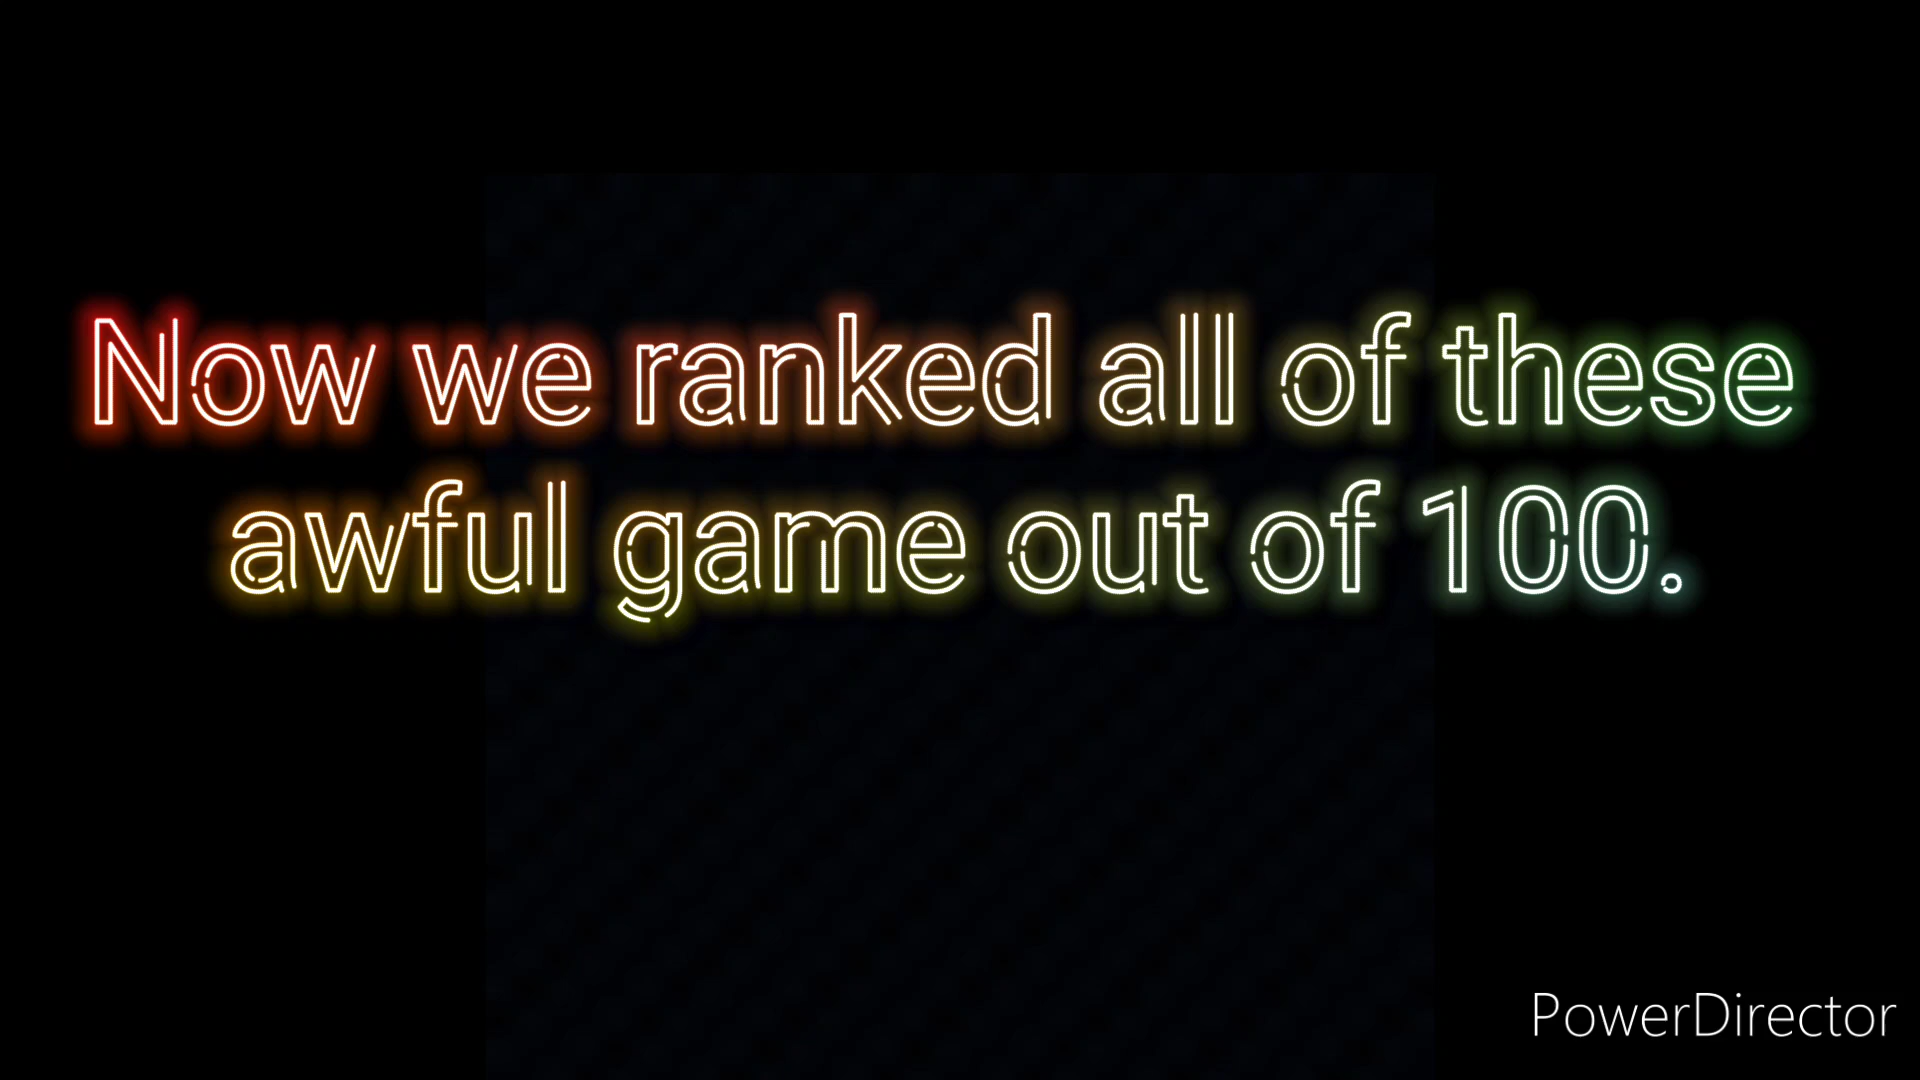 Now we ranked all of these
awful game out of 100.
PowerDirector